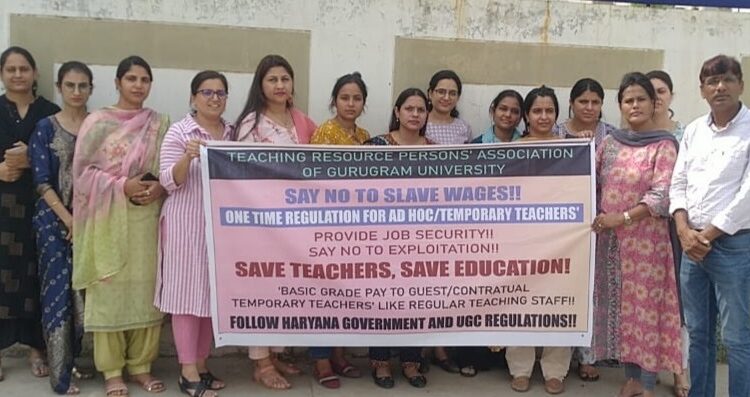 TEACHING RESOURCE PERSONS' ASSOCIATION
OF GURUGRAM UNIVERSITY
SAY NO TO SLAVE WAGES!!
ONE TIME REGULATION FOR AD HOC/TEMPORARY TEACHERS'
PROVIDE JOB SECURITY!!
SAY NO TO EXPLOITATION!!
SAVE TEACHERS, SAVE EDUCATION!
'BASIC GRADE PAY TO GUEST/CONTRATUAL
TEMPORARY TEACHERS' LIKE REGULAR TEACHING STAFF!!
FOLLOW HARYANA GOVERNMENT AND UGC REGULATIONS!!